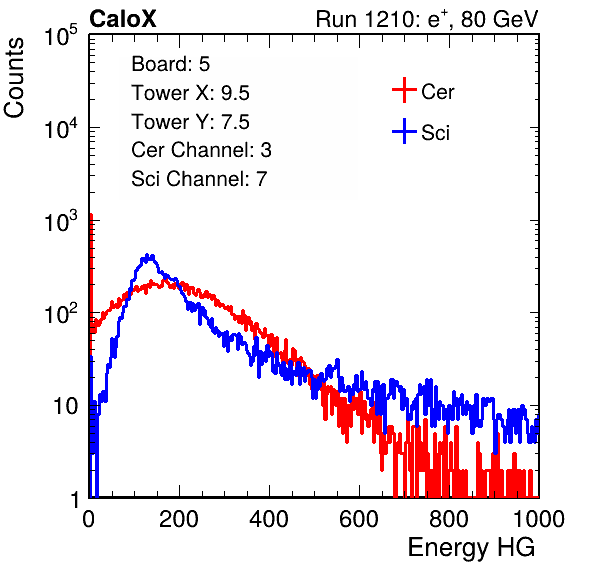 CaloX Run 1210: e⁺, 80 GeV
Counts
Board: 5
Tower X: 9.5
Tower Y: 7.5
Cer Channel: 3
Sci Channel: 7
Cer
Sci
10⁵
10⁴
10³
10²
10
1
0 200 400 600 800 1000
Energy HG